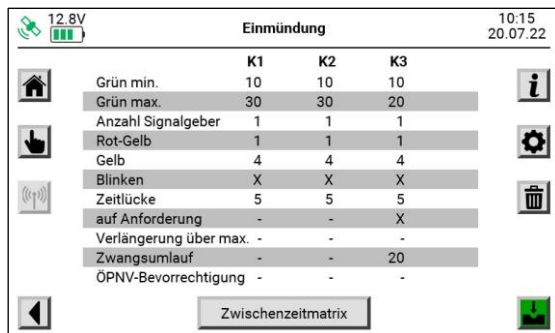 12.8V
Einmündung
10:15
20.07.22
K1 K2 K3
Grün min. 10 10 10
Grün max. 30 30 20
Anzahl Signalgeber 1 1 1
Rot-Gelb 1 1 1
Gelb 4 4 4
Blinken X X X
Zeitlücke 5 5 5
auf Anforderung - - X
Verlängerung über max. - - -
Zwangsumlauf - - 20
ÖPNV-Bevorrechtigung - - -
Zwischenzeitmatrix